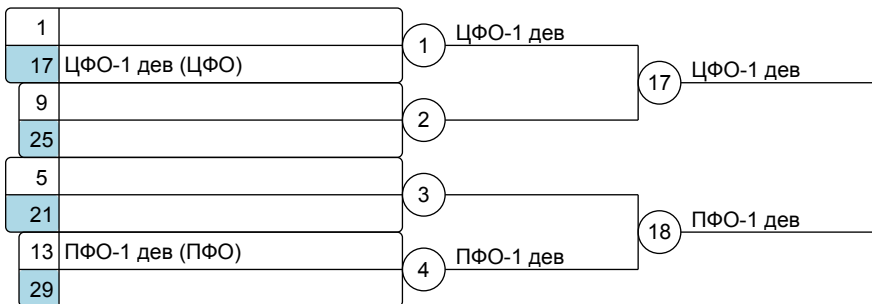 1
17 ЦФО-1 дев (ЦФО)
1
ЦФО-1 дев
9
25
2
17
ЦФО-1 дев
5
21
3
13 ПФО-1 дев (ПФО)
29
4
ПФО-1 дев
18
ПФО-1 дев